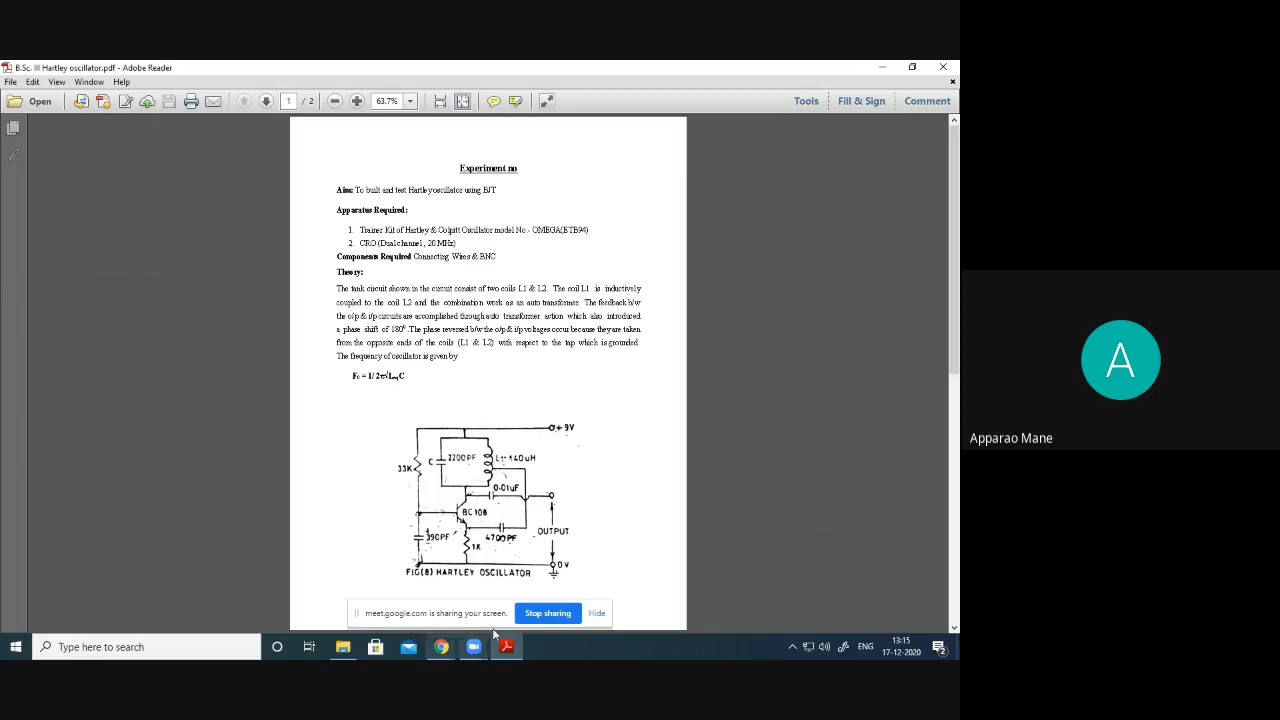 B.Sc. III Hartley oscillator.pdf - Adobe Reader
File Edit View Window Help
Open 1 / 2 63.7% Tools Fill & Sign Comment
Experiment no
Aim: To built and test Hartley oscillator using BJT
Apparatus Required:
1. Trainer Kit of Hartley & Colpitt Oscillator model No:- OMEGA(ETB94)
2. CRO (Dual channel, 20 MHz)
Components Required Connecting Wires & BNC
Theory:
The tank circuit shown in the circuit consist of two coils L1 & L2. The coil L1 is inductively
coupled to the coil L2 and the combination work as an auto transformer. The feedback b/w
the o/p & i/p circuits are accomplished through auto transformer action which also introduced
a phase shift of 180⁰ .The phase reversed b/w the o/p & i/p voltages occur because they are taken
from the opposite ends of the coils (L1 & L2) with respect to the tap which is grounded.
The frequency of oscillator is given by
F₀ = 1/ 2π√LeqC
+ 9V
33K C 2200PF L1 140uH
0.01uF
BC108
390PF 1K 4700PF OUTPUT
0V
FIG(8) HARTLEY OSCILLATOR
meet.google.com is sharing your screen. Stop sharing Hide
Type here to search
ENG 13:15
17-12-2020
2
A
Apparao Mane